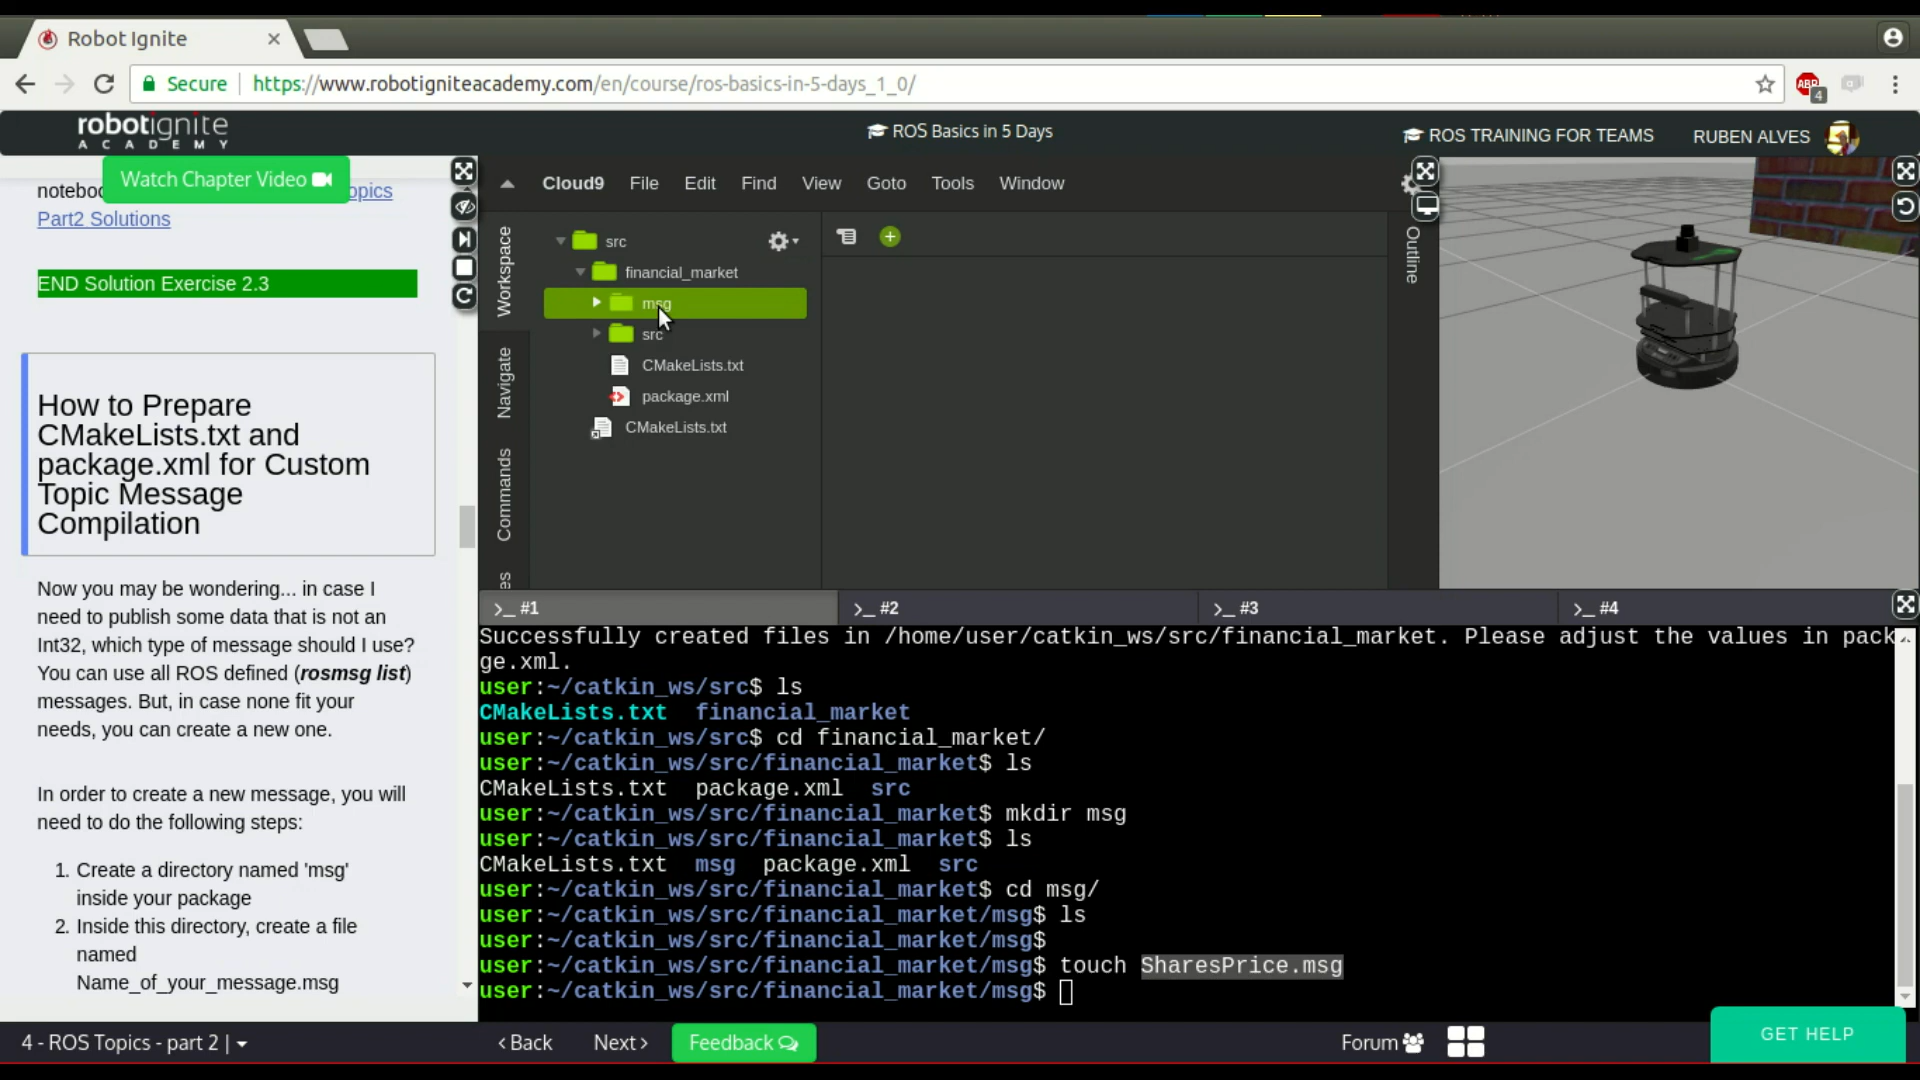 Robot Ignite
Secure https://www.robotigniteacademy.com/en/course/ros-basics-in-5-days_1_0/
ABP
4
robotignite
ACADEMY
ROS Basics in 5 Days
ROS TRAINING FOR TEAMS
RUBEN ALVES
Watch Chapter Video
Part2 Solutions
END Solution Exercise 2.3
How to Prepare
CMakeLists.txt and
package.xml for Custom
Topic Message
Compilation
Now you may be wondering... in case I
need to publish some data that is not an
Int32, which type of message should I use?
You can use all ROS defined (rosmsg list)
messages. But, in case none fit your
needs, you can create a new one.
In order to create a new message, you will
need to do the following steps:
1. Create a directory named 'msg'
inside your package
2. Inside this directory, create a file
named
Name_of_your_message.msg
Cloud9 File Edit Find View Goto Tools Window
Workspace
Navigate
Commands
src
financial_market
msg
src
CMakeLists.txt
package.xml
CMakeLists.txt
Outline
>_ #1
>_ #2
>_ #3
>_ #4
Successfully created files in /home/user/catkin_ws/src/financial_market. Please adjust the values in pack
ge.xml.
user:~/catkin_ws/src$ ls
CMakeLists.txt financial_market
user:~/catkin_ws/src$ cd financial_market/
user:~/catkin_ws/src/financial_market$ ls
CMakeLists.txt package.xml src
user:~/catkin_ws/src/financial_market$ mkdir msg
user:~/catkin_ws/src/financial_market$ ls
CMakeLists.txt msg package.xml src
user:~/catkin_ws/src/financial_market$ cd msg/
user:~/catkin_ws/src/financial_market/msg$ ls
user:~/catkin_ws/src/financial_market/msg$
user:~/catkin_ws/src/financial_market/msg$ touch SharesPrice.msg
user:~/catkin_ws/src/financial_market/msg$
4 - ROS Topics - part 2 |
< Back
Next >
Feedback
Forum
GET HELP